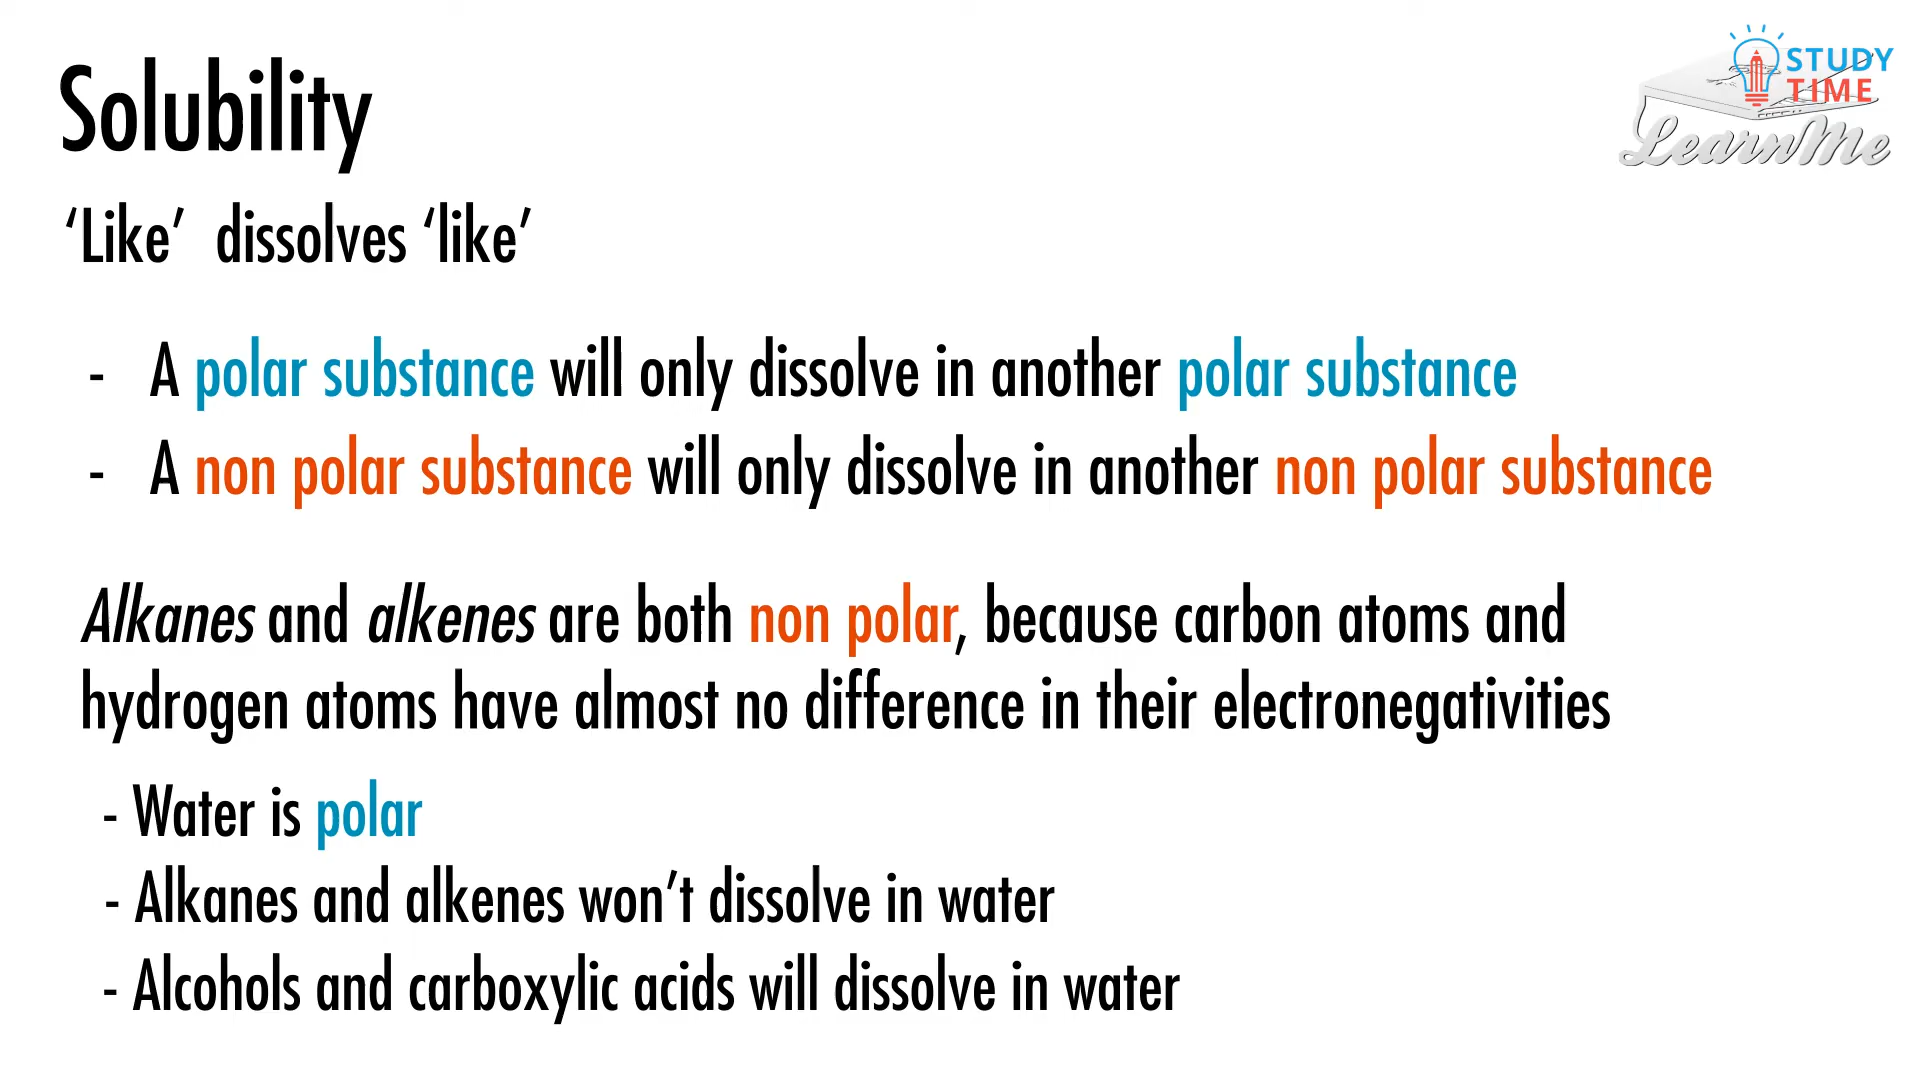 Solubility
STUDY
TIME
LearnMe
‘Like’ dissolves ‘like’
- A polar substance will only dissolve in another polar substance
- A non polar substance will only dissolve in another non polar substance
Alkanes and alkenes are both non polar, because carbon atoms and
hydrogen atoms have almost no difference in their electronegativities
- Water is polar
- Alkanes and alkenes won’t dissolve in water
- Alcohols and carboxylic acids will dissolve in water